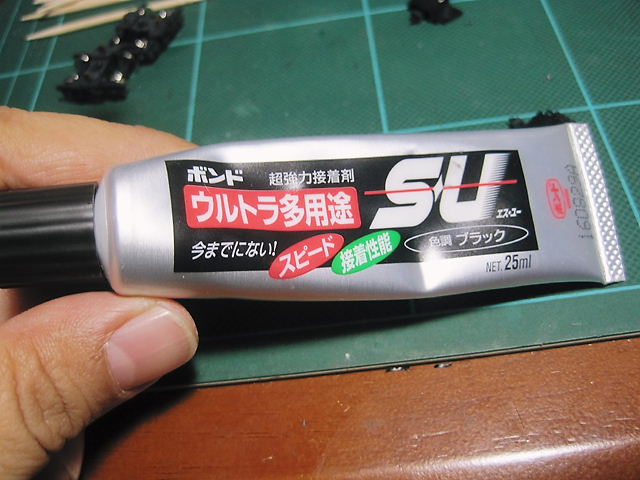 ボンド 超強力接着剤
ウルトラ多用途
SU
エス・ユー
今までにない!
スピード
接着性能
色調 ブラック
NET. 25ml